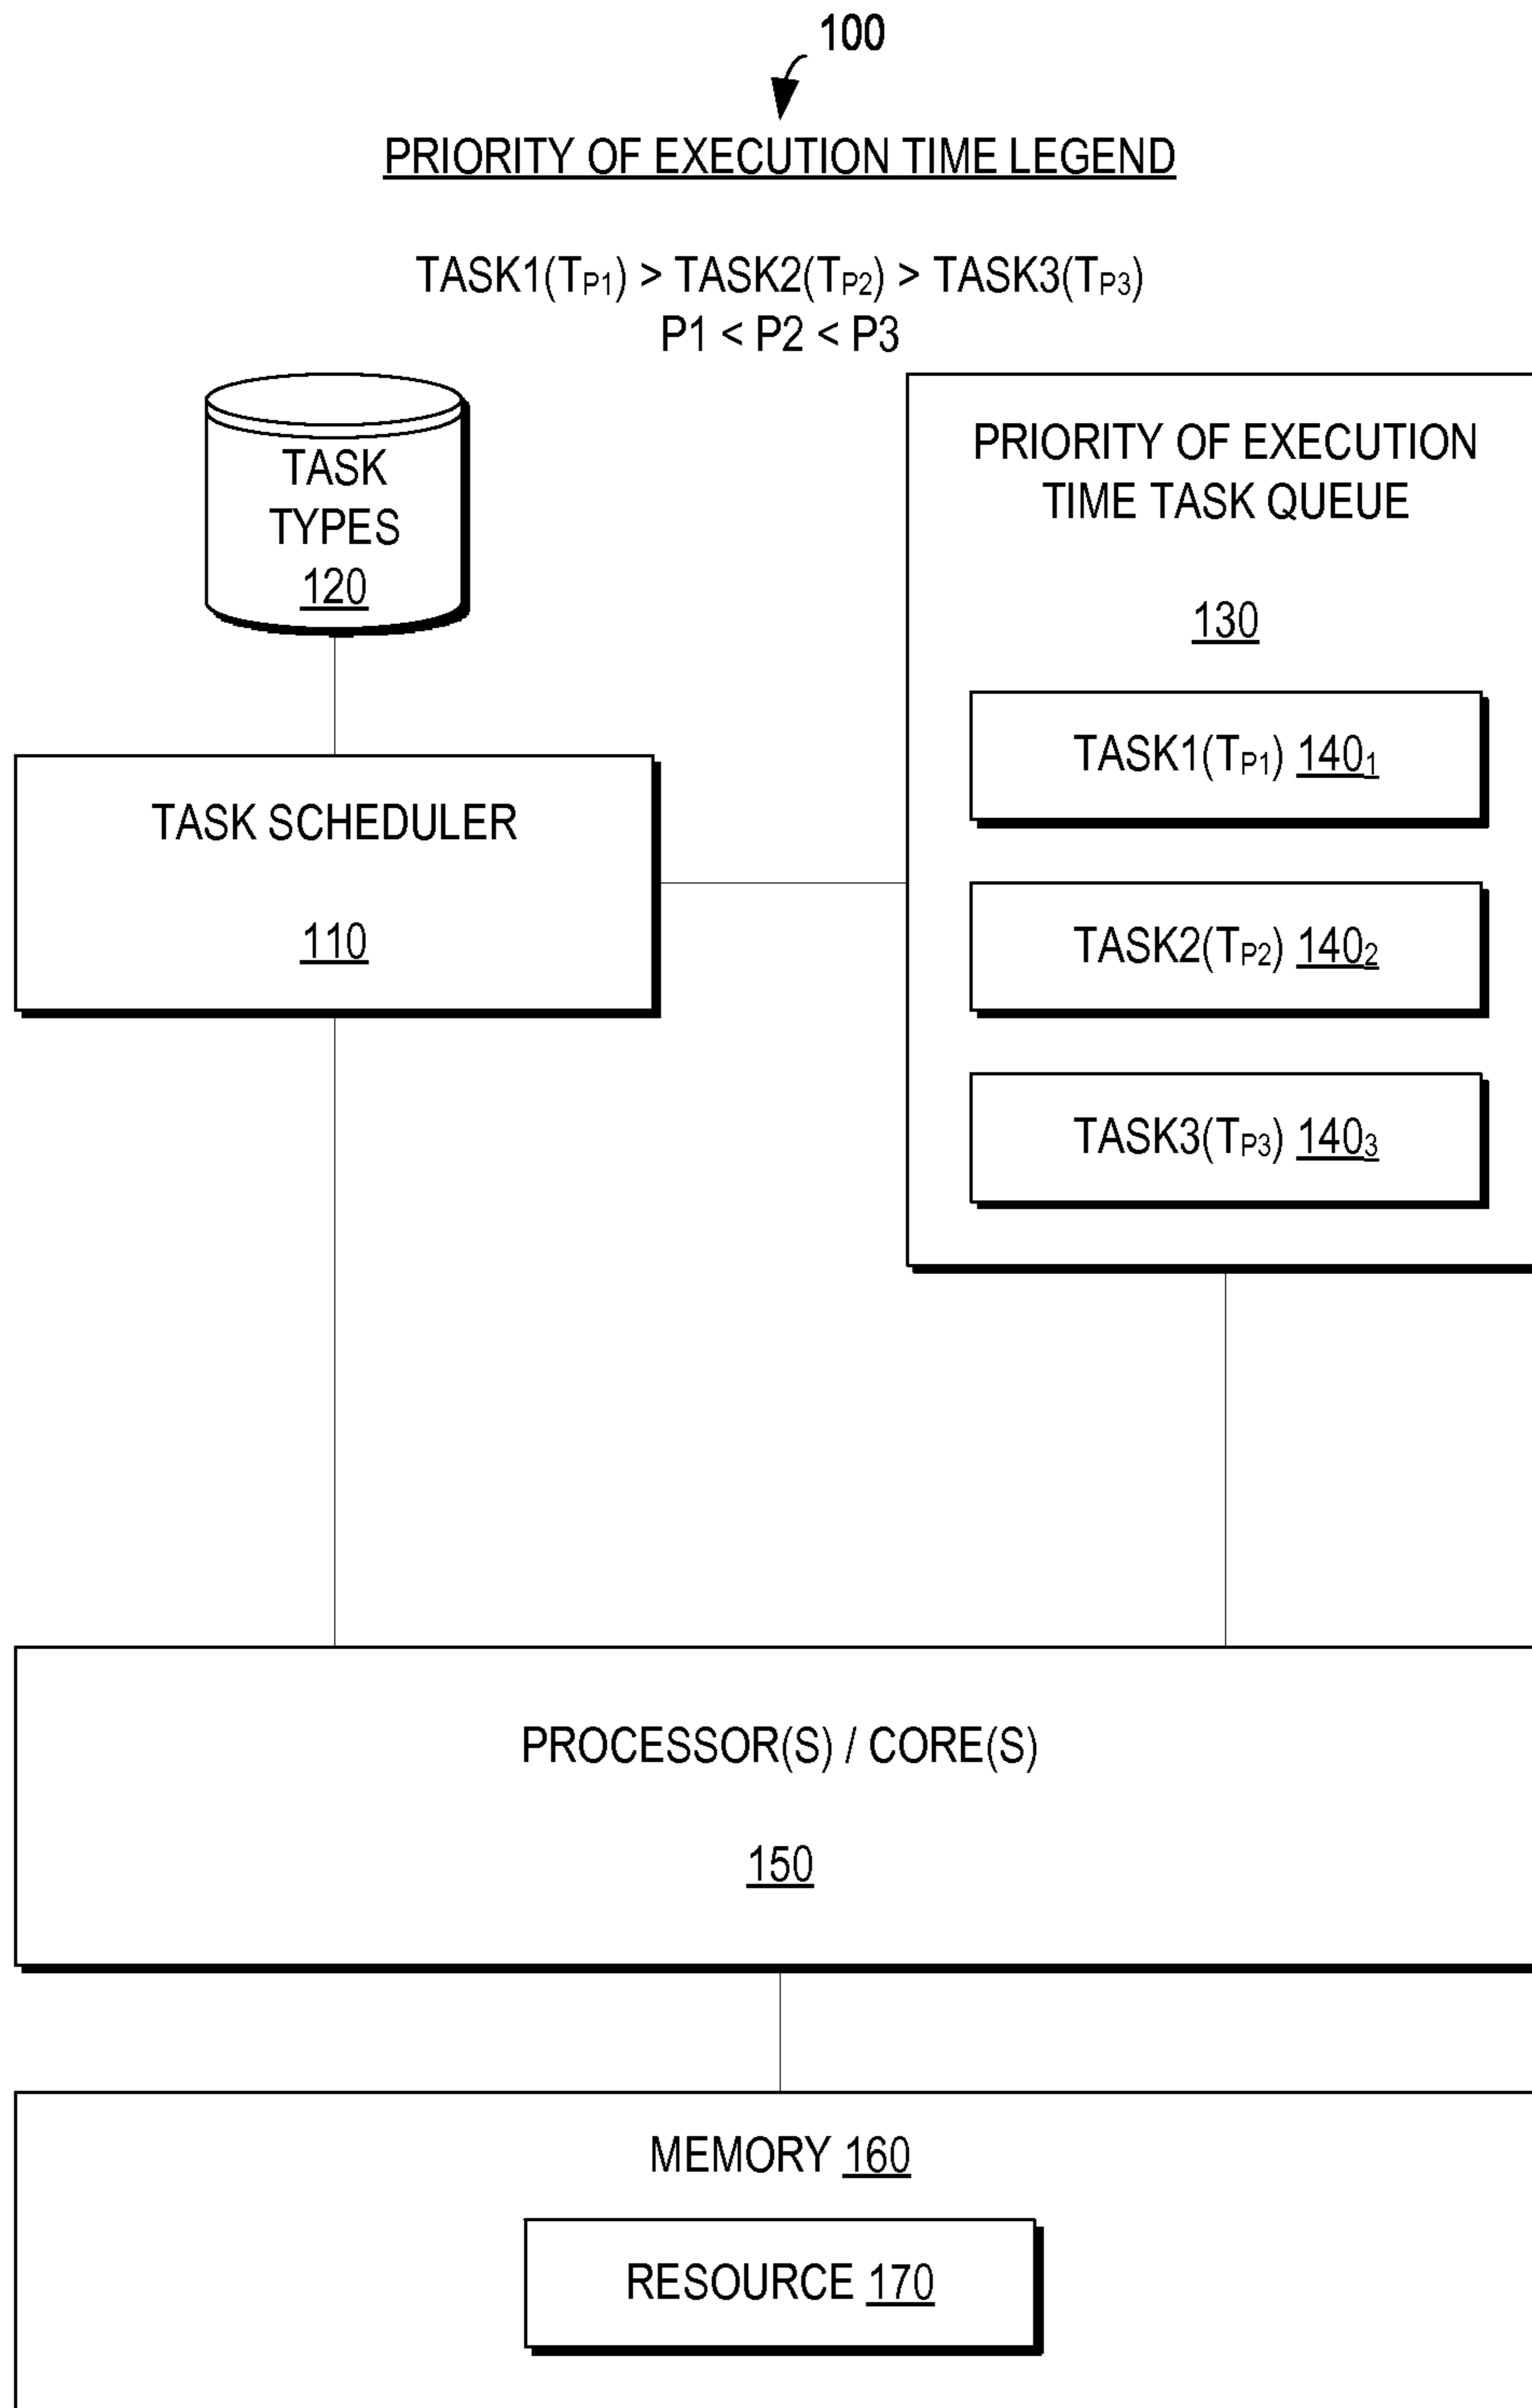 100
PRIORITY OF EXECUTION TIME LEGEND
TASK1(TP1) > TASK2(TP2) > TASK3(TP3)
P1 < P2 < P3
TASK
TYPES
120
PRIORITY OF EXECUTION
TIME TASK QUEUE
130
TASK1(TP1) 1401
TASK2(TP2) 1402
TASK3(TP3) 1403
TASK SCHEDULER
110
PROCESSOR(S) / CORE(S)
150
MEMORY 160
RESOURCE 170